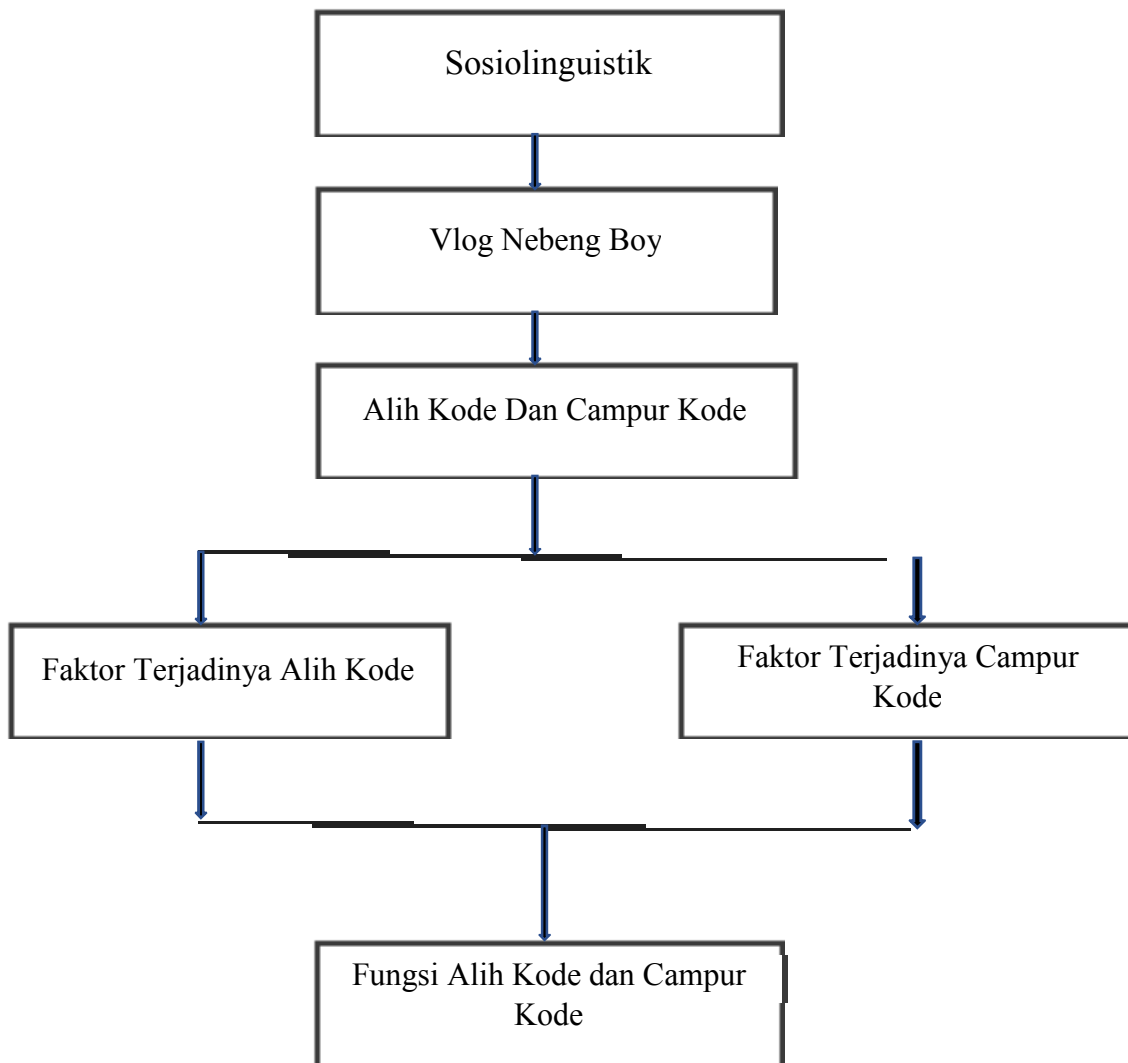 Sosiolinguistik
Vlog Nebeng Boy
Alih Kode Dan Campur Kode
Faktor Terjadinya Alih Kode
Faktor Terjadinya Campur
Kode
Fungsi Alih Kode dan Campur
Kode